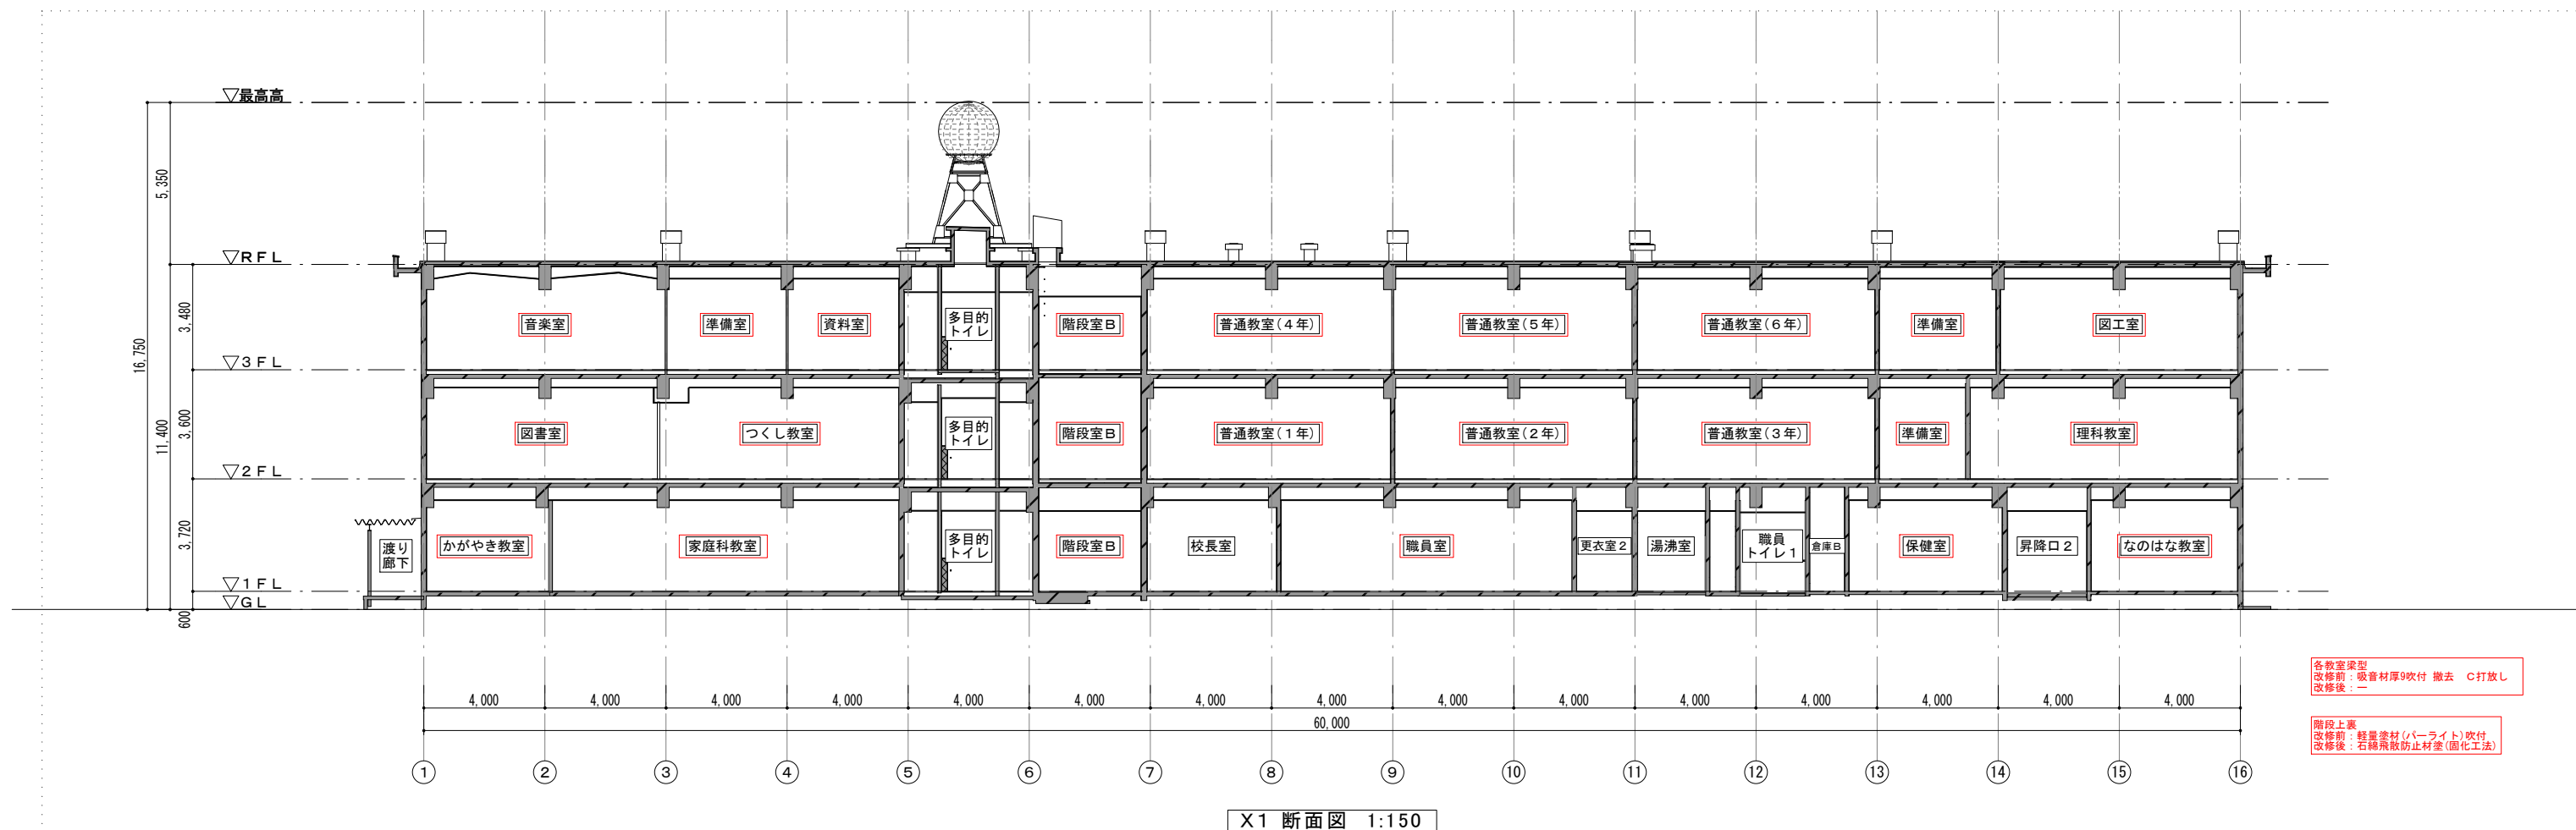 ▽最高高
5,350
▽RFL
3,480
16,750
音楽室
準備室
資料室
多目的
トイレ
階段室B
普通教室(4年)
普通教室(5年)
普通教室(6年)
準備室
図工室
▽3FL
3,600
11,400
図書室
つくし教室
多目的
トイレ
階段室B
普通教室(1年)
普通教室(2年)
普通教室(3年)
準備室
理科教室
▽2FL
3,720
渡り
廊下
かがやき教室
家庭科教室
多目的
トイレ
階段室B
校長室
職員室
更衣室2
湯沸室
職員
トイレ1
倉庫B
保健室
昇降口2
なのはな教室
▽1FL
▽GL
600
各教室梁型
改修前:吸音材厚9吹付 撤去 C打放し
改修後:―
階段上裏
改修前:軽量塗材(パーライト)吹付
改修後:石綿飛散防止材塗(固化工法)
4,000 4,000 4,000 4,000 4,000 4,000 4,000 4,000 4,000 4,000 4,000 4,000 4,000 4,000 4,000
60,000
① ② ③ ④ ⑤ ⑥ ⑦ ⑧ ⑨ ⑩ ⑪ ⑫ ⑬ ⑭ ⑮ ⑯
X1 断面図 1:150